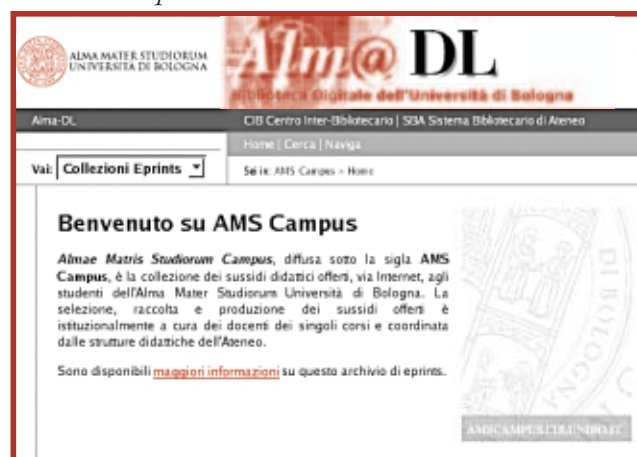 ALMA MATER STUDIORUM
UNIVERSITÀ DI BOLOGNA
Alm@ DL
Biblioteca Digitale dell'Università di Bologna
Alma-DL
CIB Centro Inter-Bibliotecario | SBA Sistema Bibliotecario di Ateneo
Home | Cerca | Naviga
Vai: Collezioni Eprints
Sei in: AMS Campus > Home
Benvenuto su AMS Campus
Almae Matris Studiorum Campus, diffusa sotto la sigla AMS
Campus, è la collezione dei sussidi didattici offerti, via Internet, agli
studenti dell'Alma Mater Studiorum Università di Bologna. La
selezione, raccolta e produzione dei sussidi offerti è
istituzionalmente a cura dei docenti dei singoli corsi e coordinata
dalle strutture didattiche dell'Ateneo.
Sono disponibili maggiori informazioni su questo archivio di eprints.
DI BOLOGNA
AMSCAMPUS.CIB.UNIBO.IT